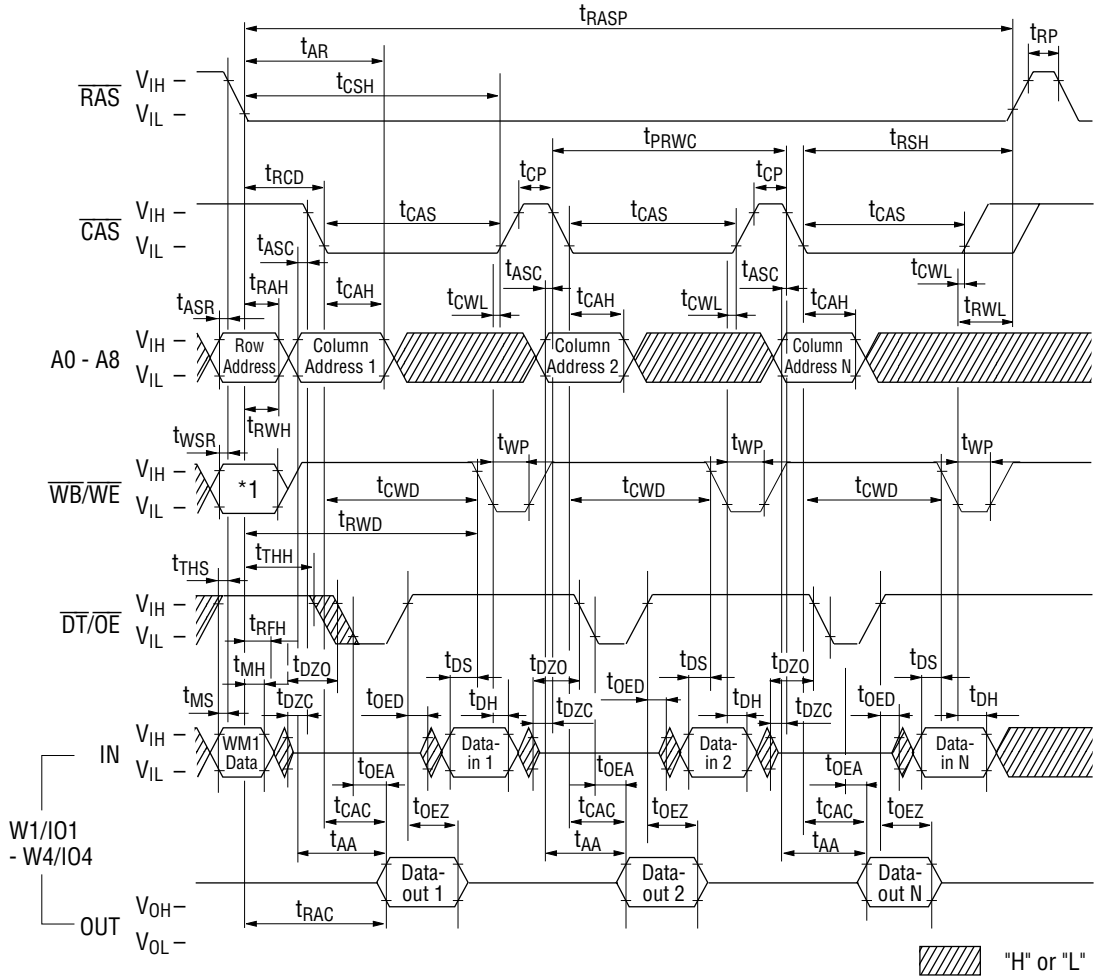 tRASP
tRP
tAR
RAS
VIH –
VIL –
tCSH
tPRWC
tRSH
tRCD
tCP
tCP
CAS
VIH –
VIL –
tCAS
tCAS
tCAS
tASC
tASC
tASC
tCWL
tRAH
tCAH
tCWL
tCAH
tCWL
tCAH
tRWL
tASR
A0 - A8
VIH –
VIL –
Row Address
Column Address 1
Column Address 2
Column Address N
tRWH
tWSR
tWP
tWP
tWP
WB/WE
VIH –
VIL –
*1
tCWD
tCWD
tCWD
tRWD
tTHH
tTHS
DT/OE
VIH –
VIL –
tRFH
tMH
tDZO
tDS
tDZO
tDS
tDZO
tDS
tMS
tDZC
tOED
tDH
tDZC
tOED
tDH
tDZC
tOED
tDH
IN
VIH –
VIL –
WM1 Data
Data-in 1
Data-in 2
Data-in N
tOEA
tOEA
tOEA
tCAC
tOEZ
tCAC
tOEZ
tCAC
tOEZ
W1/IO1
- W4/IO4
tAA
tAA
tAA
Data-out 1
Data-out 2
Data-out N
OUT
VOH –
VOL –
tRAC
"H" or "L"